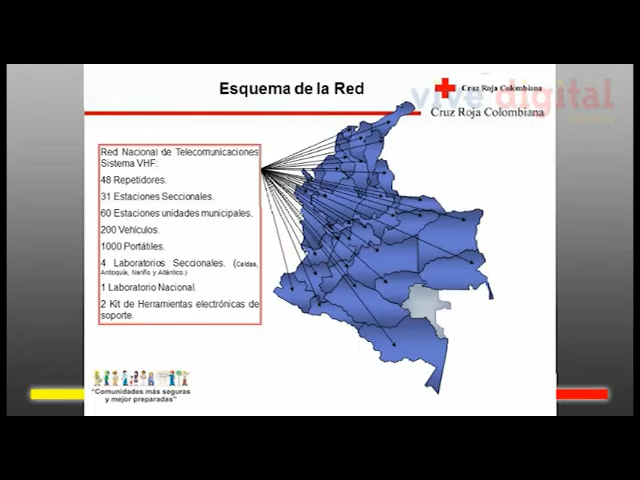 Esquema de la Red
Cruz Roja Colombiana
vive digital
Cruz Roja Colombiana
Red Nacional de Telecomunicaciones
Sistema VHF:
48 Repetidores.
31 Estaciones Seccionales.
60 Estaciones unidades municipales.
200 Vehículos.
1000 Portátiles.
4 Laboratorios Seccionales. (Caldas,
Antioquia, Nariño y Atlántico.)
1 Laboratorio Nacional.
2 Kit de Herramientas electrónicas de
soporte.
"Comunidades más seguras
y mejor preparadas"